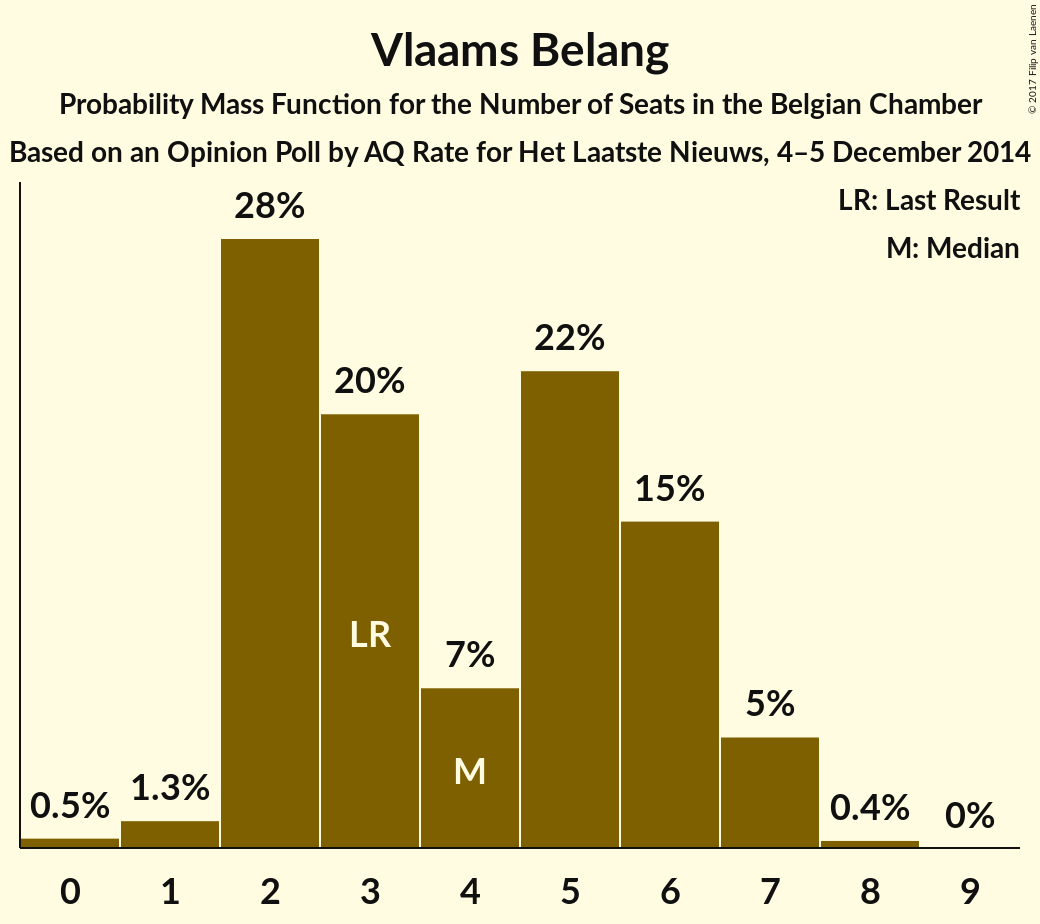 Vlaams Belang
Probability Mass Function for the Number of Seats in the Belgian Chamber
Based on an Opinion Poll by AQ Rate for Het Laatste Nieuws, 4–5 December 2014
© 2017 Filip van Laenen
LR: Last Result
M: Median
28%
22%
20%
15%
LR
7%
5%
M
1.3%
0.5%
0.4%
0%
0 1 2 3 4 5 6 7 8 9